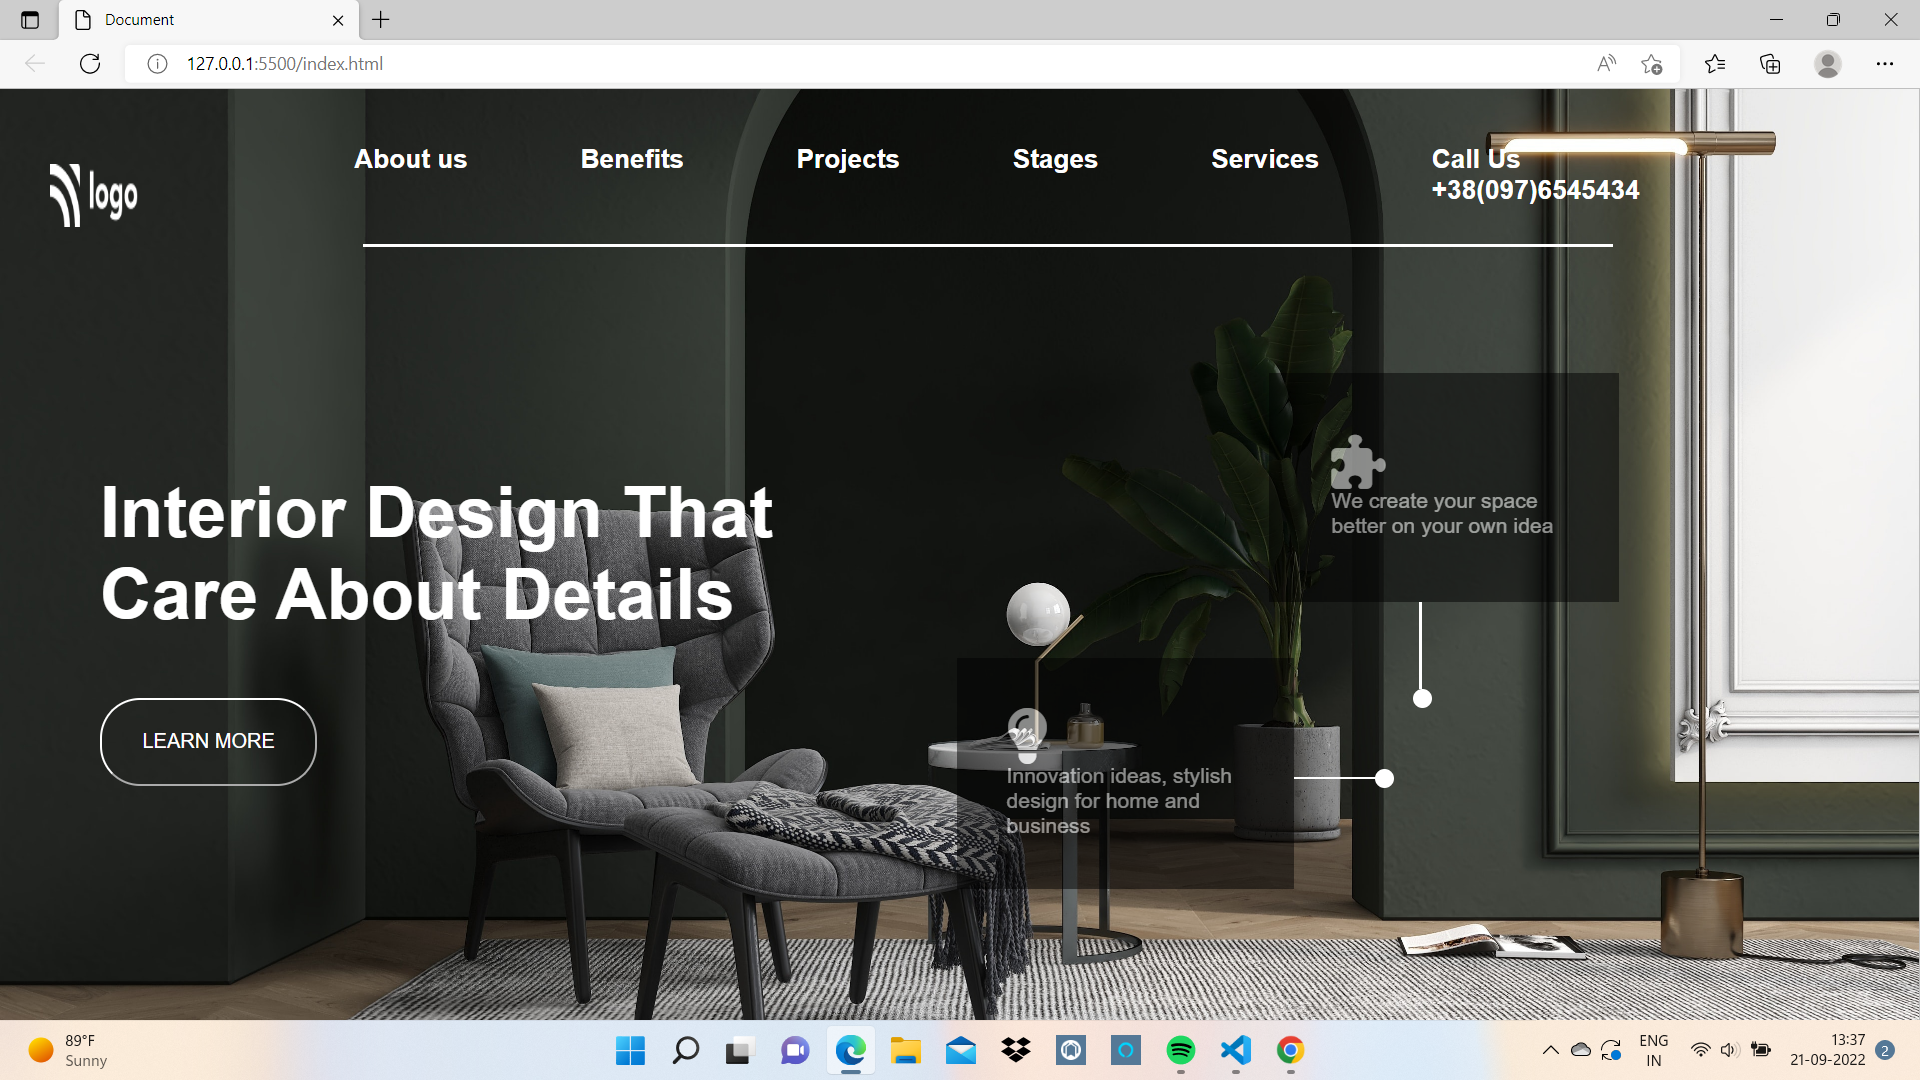 Document
127.0.0.1:5500/index.html
logo
About us
Benefits
Projects
Stages
Services
Call Us
+38(097)6545434
Interior Design That
Care About Details
LEARN MORE
We create your space
better on your own idea
Innovation ideas, stylish
design for home and
business
89°F
Sunny
ENG
IN
13:37
21-09-2022
2